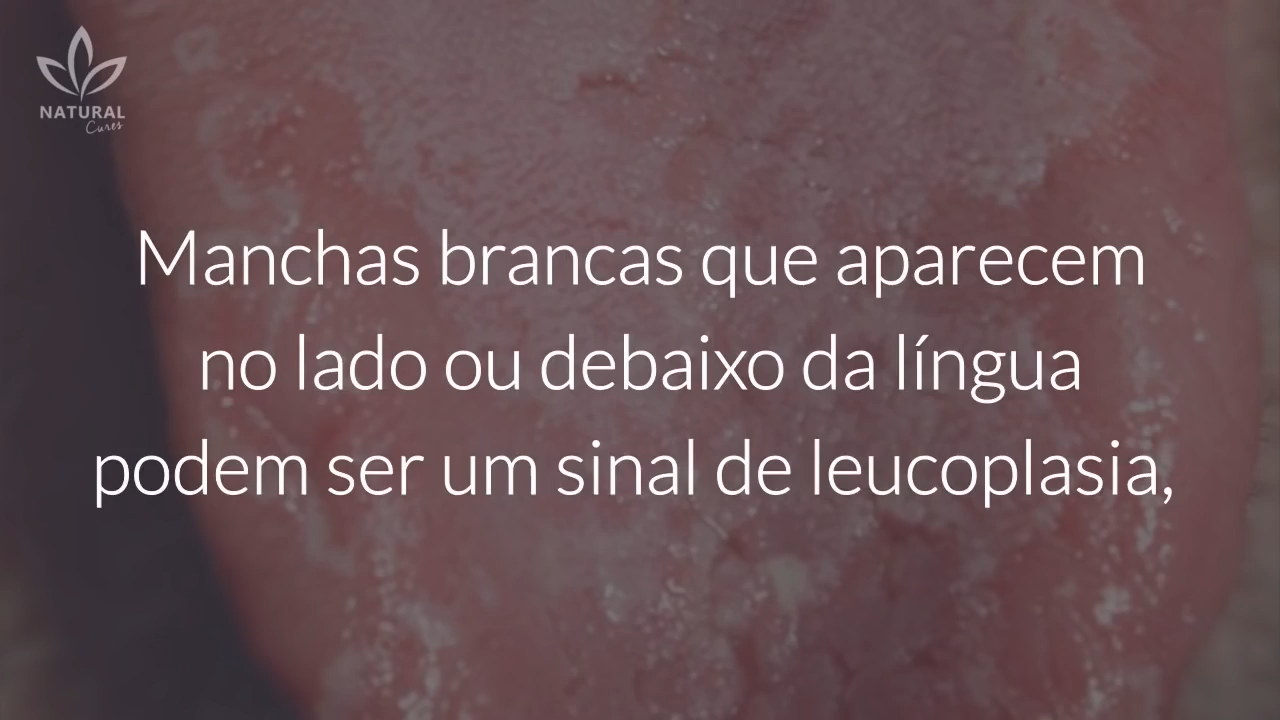 NATURAL
Cures
Manchas brancas que aparecem
no lado ou debaixo da língua
podem ser um sinal de leucoplasia,